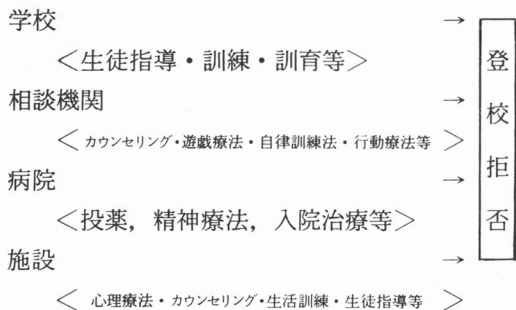 学校 →
＜生徒指導・訓練・訓育等＞
相談機関 →
＜カウンセリング・遊戯療法・自律訓練法・行動療法等＞
病院 →
＜投薬，精神療法，入院治療等＞
施設 →
＜心理療法・カウンセリング・生活訓練・生徒指導等＞
登校拒否